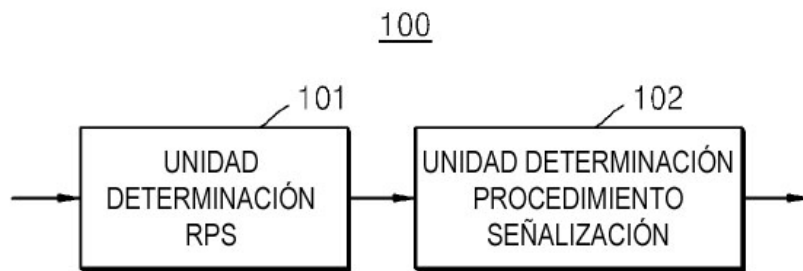 100
101
102
UNIDAD
DETERMINACIÓN
RPS
UNIDAD DETERMINACIÓN
PROCEDIMIENTO
SEÑALIZACIÓN